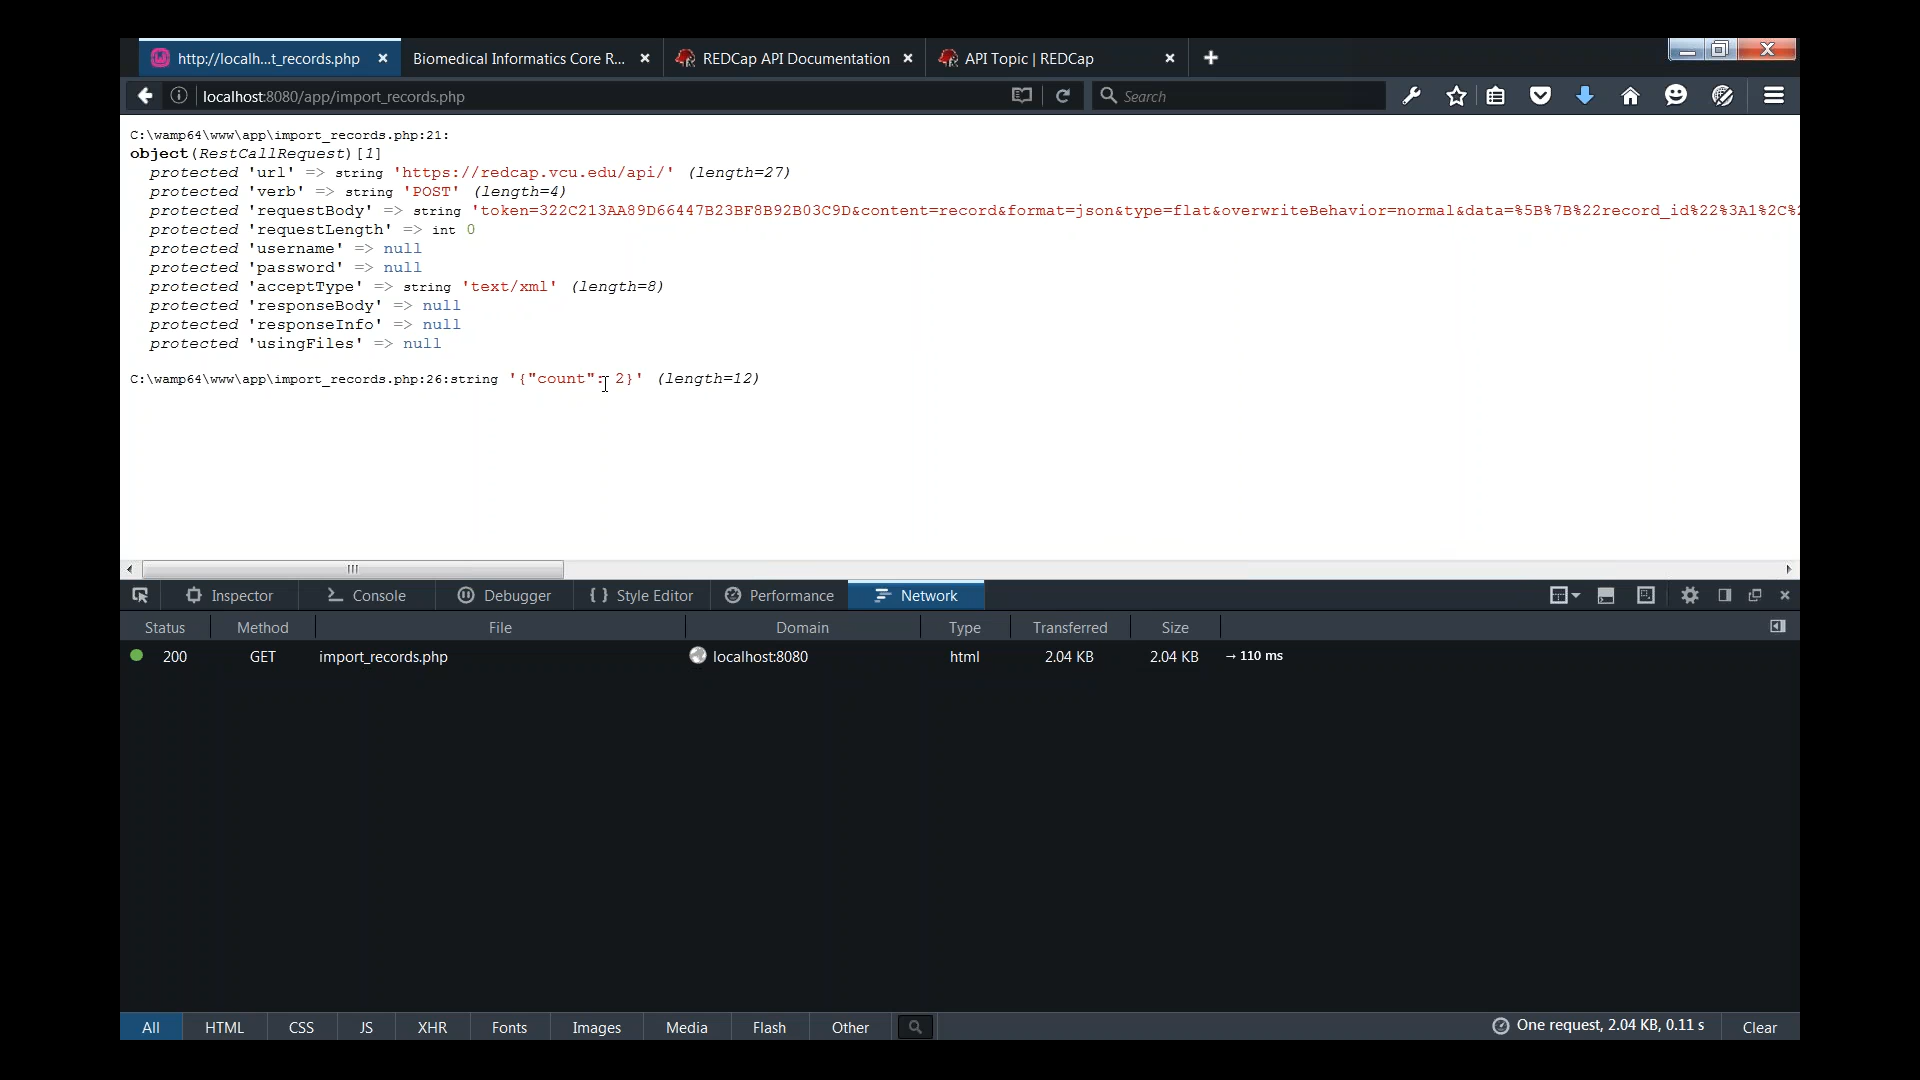 http://localh...t_records.php
Biomedical Informatics Core R...
REDCap API Documentation
API Topic | REDCap
localhost:8080/app/import_records.php
Search
C:\wamp64\www\app\import_records.php:21:
object(RestCallRequest)[1]
protected 'url' => string 'https://redcap.vcu.edu/api/' (length=27)
protected 'verb' => string 'POST' (length=4)
protected 'requestBody' => string 'token=322C213AA89D66447B23BF8B92B03C9D&content=record&format=json&type=flat&overwriteBehavior=normal&data=%5B%7B%22record_id%22%3A1%2C%2
protected 'requestLength' => int 0
protected 'username' => null
protected 'password' => null
protected 'acceptType' => string 'text/xml' (length=8)
protected 'responseBody' => null
protected 'responseInfo' => null
protected 'usingFiles' => null
C:\wamp64\www\app\import_records.php:26:string '{"count": 2}' (length=12)
Inspector
Console
Debugger
Style Editor
Performance
Network
Status Method File Domain Type Transferred Size
200 GET import_records.php localhost:8080 html 2.04 KB 2.04 KB → 110 ms
All HTML CSS JS XHR Fonts Images Media Flash Other
One request, 2.04 KB, 0.11 s
Clear